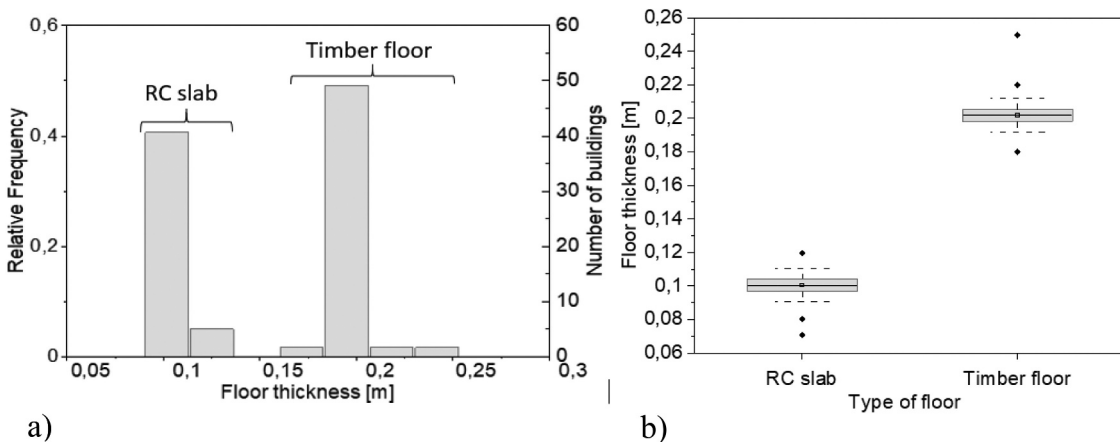 0,6
0,4
0,2
0
Relative Frequency
RC slab
Timber floor
60
50
40
30
20
10
0
Number of buildings
0,05
0,1
0,15
0,2
0,25
0,3
Floor thickness [m]
a)
0,26
0,24
0,22
0,2
0,18
0,16
0,14
0,12
0,1
0,08
0,06
Floor thickness [m]
RC slab
Timber floor
Type of floor
b)